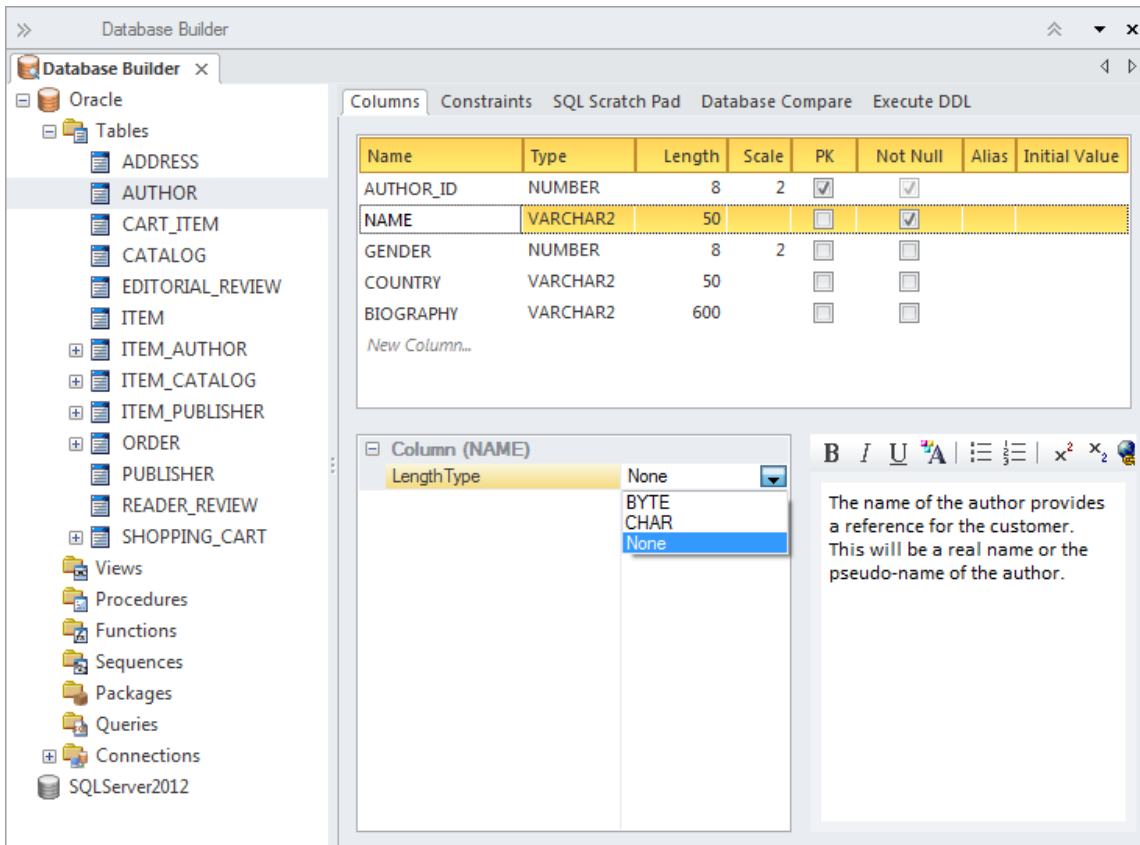 Database Builder
Database Builder
Oracle
Tables
ADDRESS
AUTHOR
CART_ITEM
CATALOG
EDITORIAL_REVIEW
ITEM
ITEM_AUTHOR
ITEM_CATALOG
ITEM_PUBLISHER
ORDER
PUBLISHER
READER_REVIEW
SHOPPING_CART
Views
Procedures
Functions
Sequences
Packages
Queries
Connections
SQLServer2012
Columns Constraints SQL Scratch Pad Database Compare Execute DDL
Name Type Length Scale PK Not Null Alias Initial Value
AUTHOR_ID NUMBER 8 2
NAME VARCHAR2 50
GENDER NUMBER 8 2
COUNTRY VARCHAR2 50
BIOGRAPHY VARCHAR2 600
New Column...
Column (NAME)
LengthType None
BYTE
CHAR
None
B I U A x² x₂
The name of the author provides
a reference for the customer.
This will be a real name or the
pseudo-name of the author.